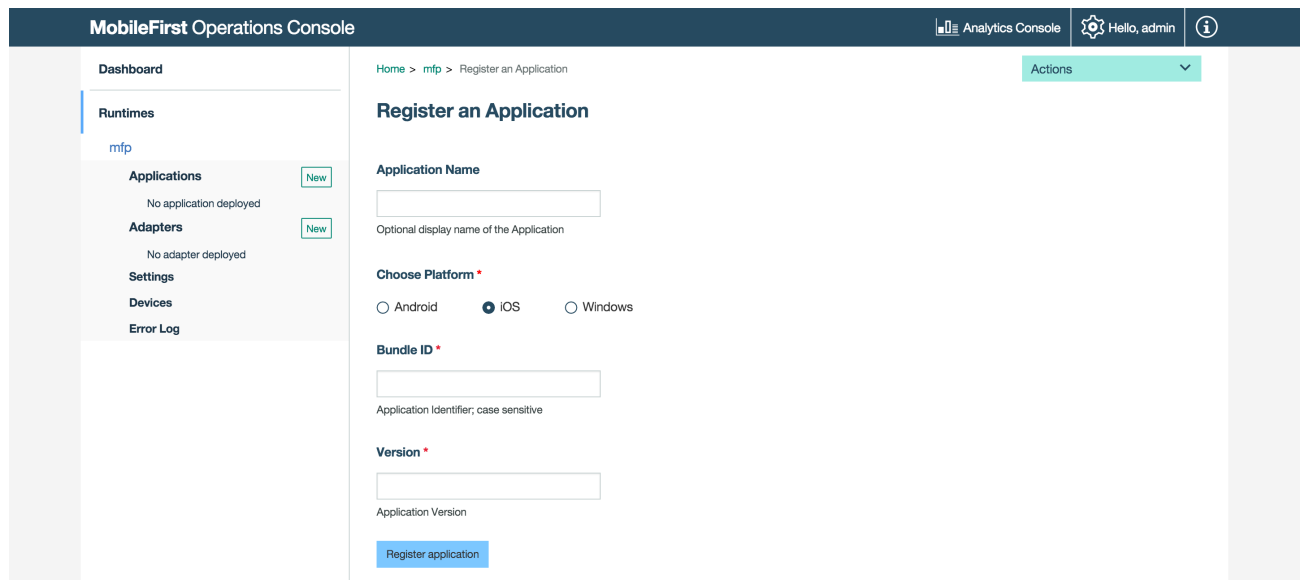 MobileFirst Operations Console
Analytics Console
Hello, admin
Dashboard
Runtimes
mfp
Applications New
No application deployed
Adapters New
No adapter deployed
Settings
Devices
Error Log
Home > mfp > Register an Application
Actions
Register an Application
Application Name
Optional display name of the Application
Choose Platform *
Android iOS Windows
Bundle ID *
Application Identifier; case sensitive
Version *
Application Version
Register application